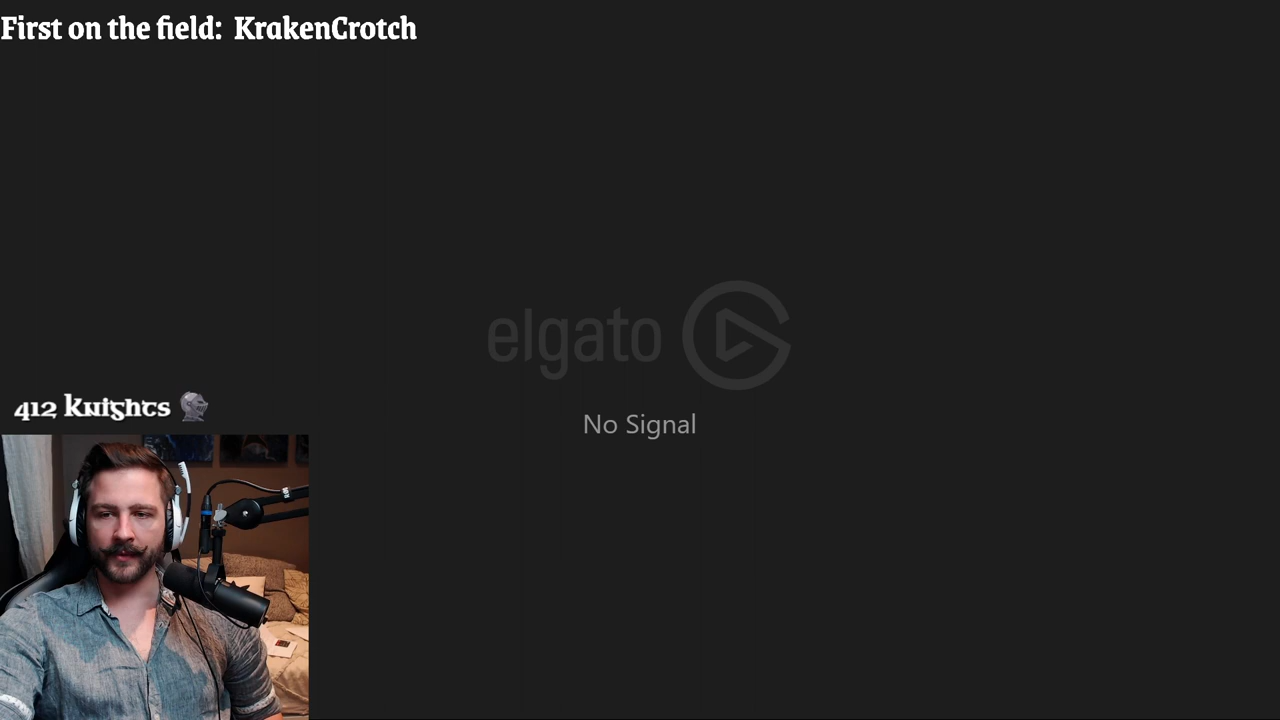 First on the field: KrakenCrotch
elgato
No Signal
412 knights